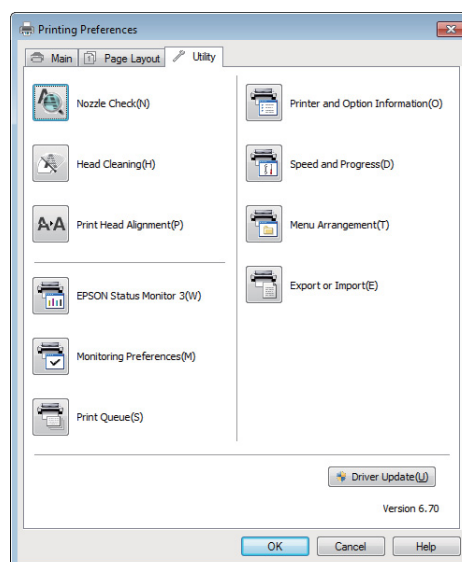 Printing Preferences
Main
Page Layout
Utility
Nozzle Check(N)
Head Cleaning(H)
Print Head Alignment(P)
EPSON Status Monitor 3(W)
Monitoring Preferences(M)
Print Queue(S)
Printer and Option Information(O)
Speed and Progress(D)
Menu Arrangement(T)
Export or Import(E)
Driver Update(U)
Version 6.70
OK
Cancel
Help